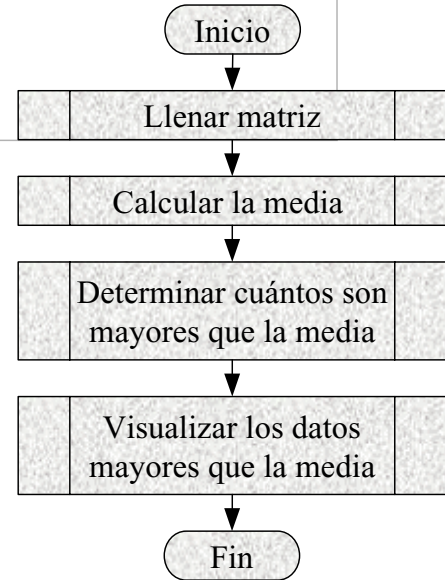 Inicio
Llenar matriz
Calcular la media
Determinar cuántos son
mayores que la media
Visualizar los datos
mayores que la media
Fin